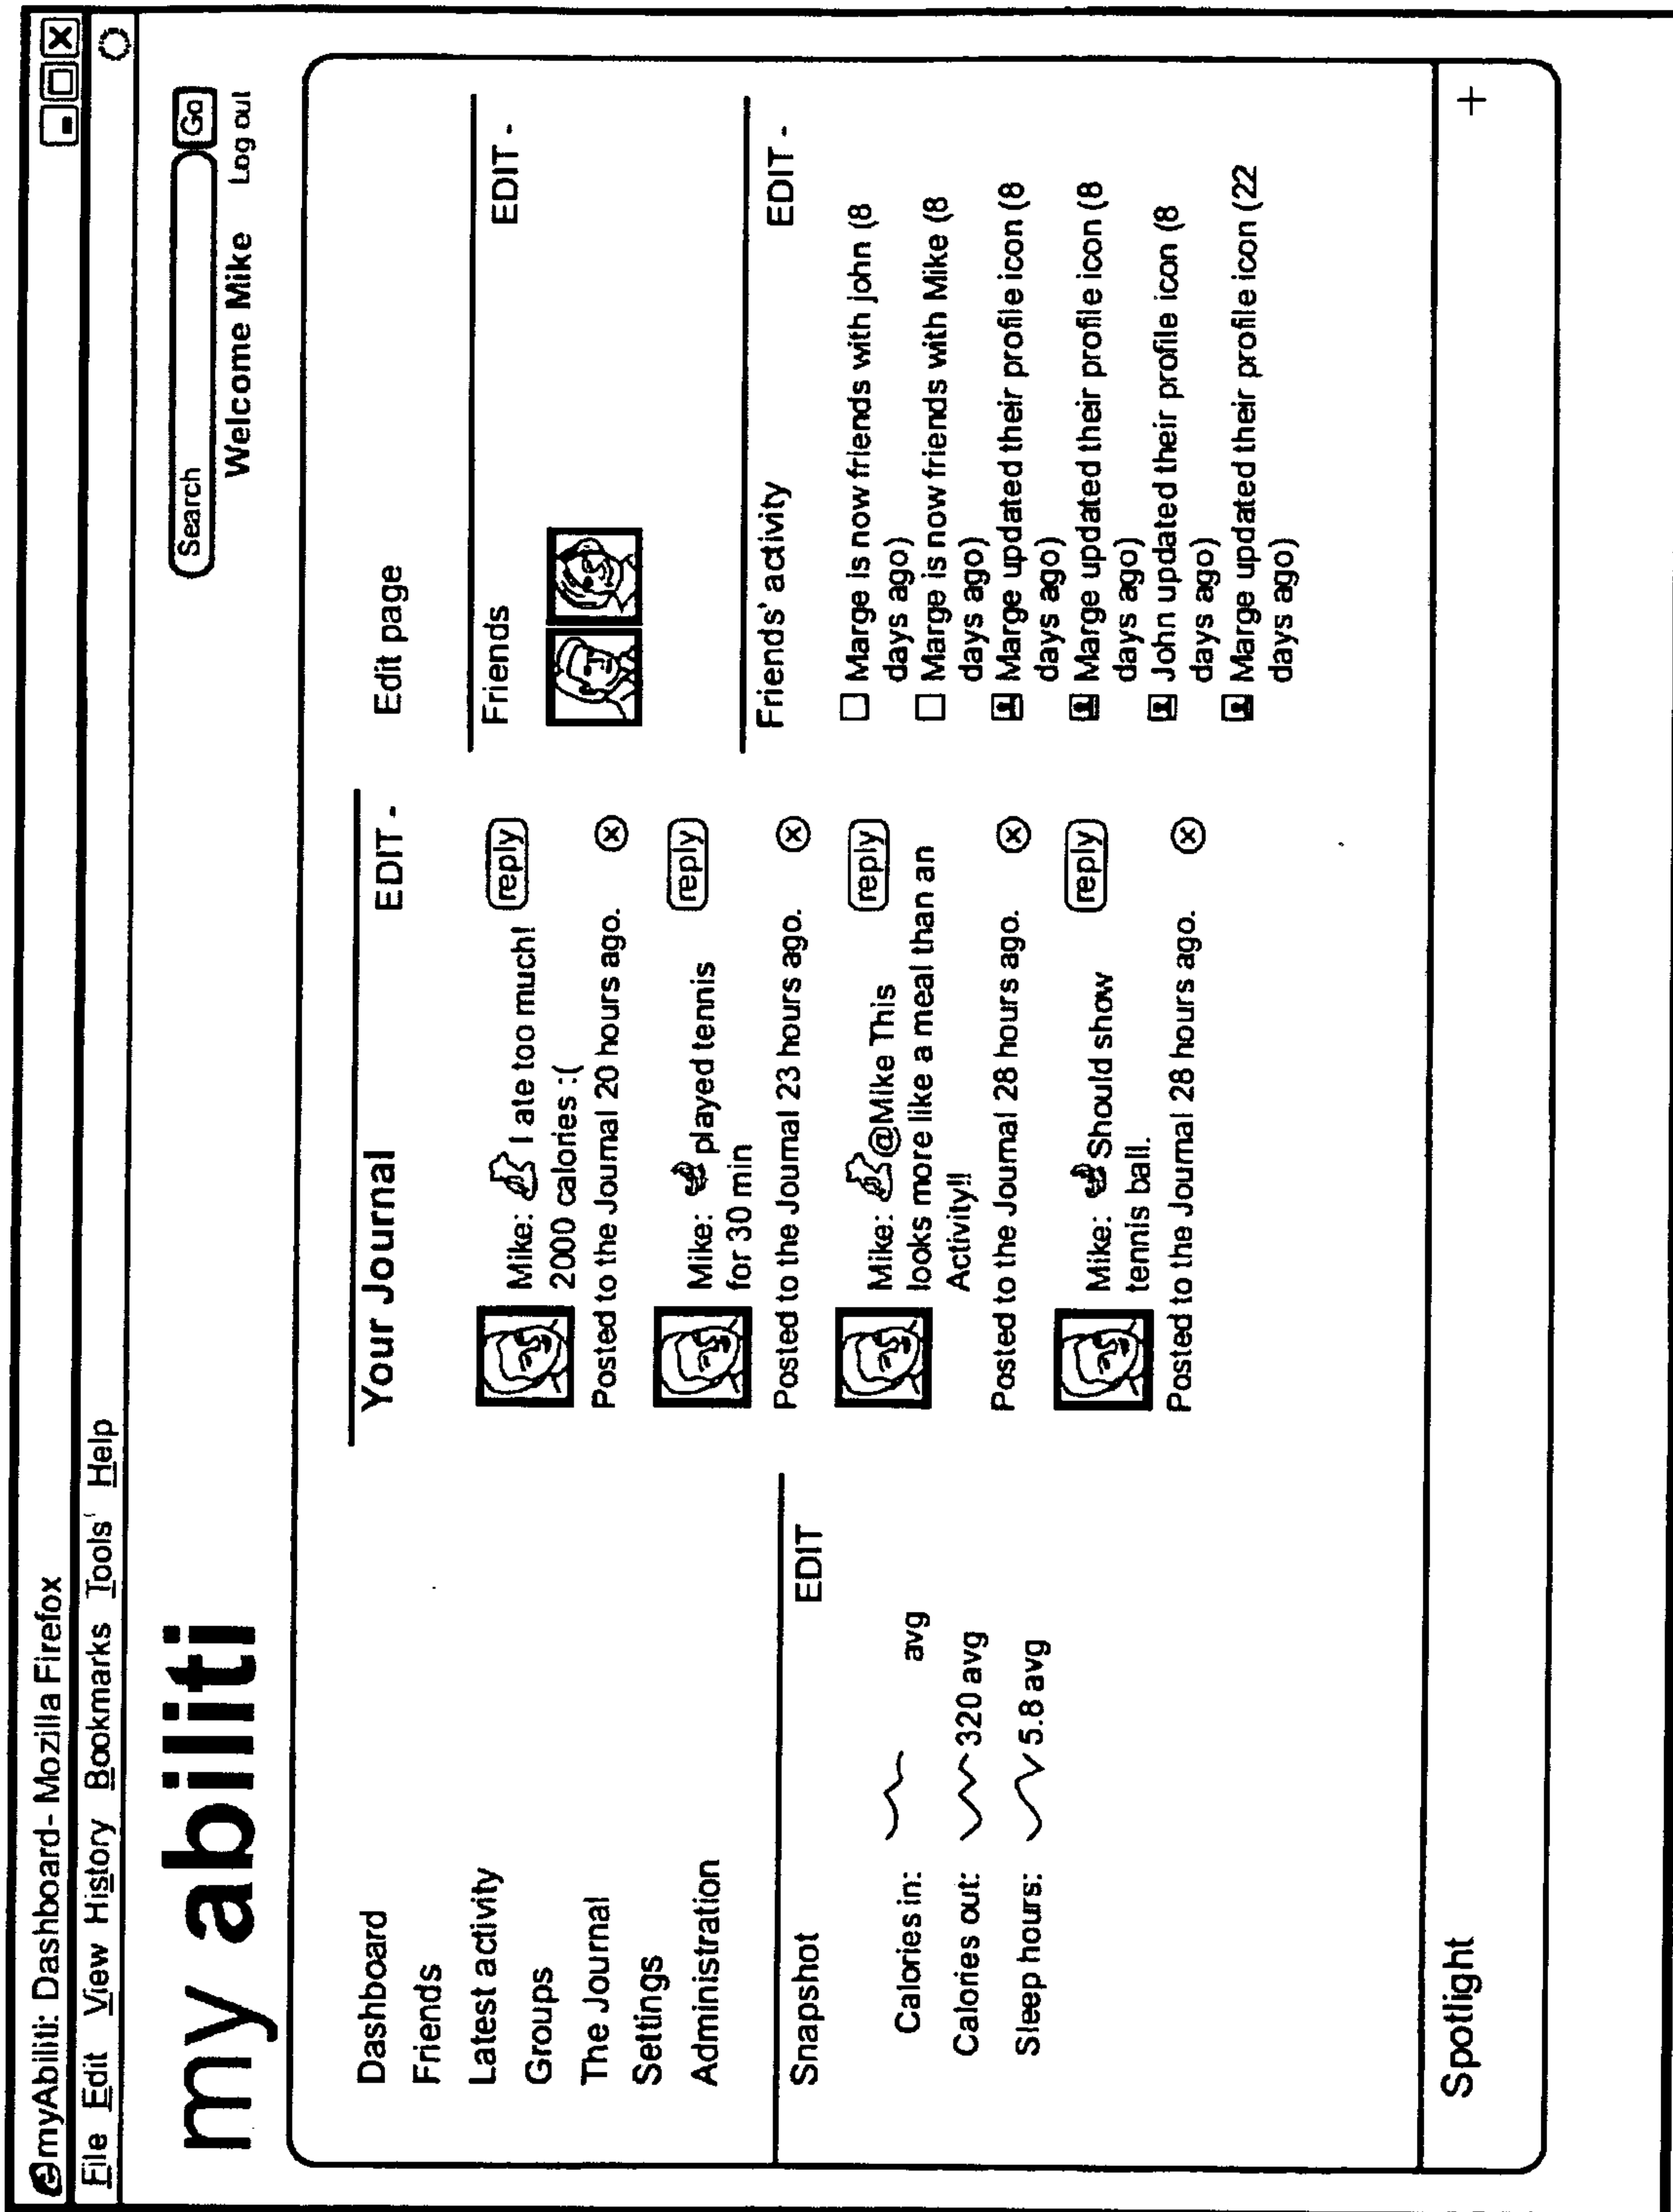 myAbiliti: Dashboard- Mozilla Firefox
File Edit View History Bookmarks Tools' Help
my abiliti
Search Go
Welcome Mike Log out
Dashboard
Friends
Latest activity
Groups
The Journal
Settings
Administration
Snapshot EDIT
Calories in: avg
Calories out: 320 avg
Sleep hours: 5.8 avg
Your Journal
EDIT -
Mike: I ate too much! reply
2000 calories :(
Posted to the Journal 20 hours ago.
Mike: played tennis reply
for 30 min
Posted to the Journal 23 hours ago.
Mike: @Mike This reply
looks more like a meal than an
Activity!!
Posted to the Journal 28 hours ago.
Mike: Should show reply
tennis ball.
Posted to the Journal 28 hours ago.
Edit page
Friends EDIT -
Friends' activity EDIT -
Marge is now friends with john (8
days ago)
Marge is now friends with Mike (8
days ago)
Marge updated their profile icon (8
days ago)
Marge updated their profile icon (8
days ago)
John updated their profile icon (8
days ago)
Marge updated their profile icon (22
days ago)
Spotlight +